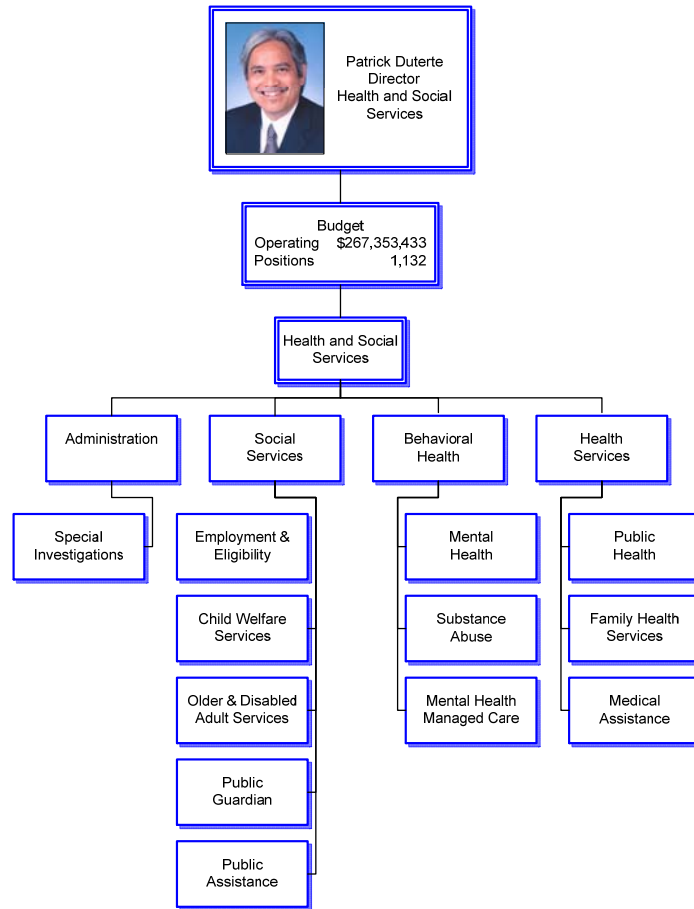 Patrick Duterte
Director
Health and Social
Services
Budget
Operating $267,353,433
Positions 1,132
Health and Social
Services
Administration
Social
Services
Behavioral
Health
Health
Services
Special
Investigations
Employment &
Eligibility
Mental
Health
Public
Health
Child Welfare
Services
Substance
Abuse
Family Health
Services
Older & Disabled
Adult Services
Mental Health
Managed Care
Medical
Assistance
Public
Guardian
Public
Assistance